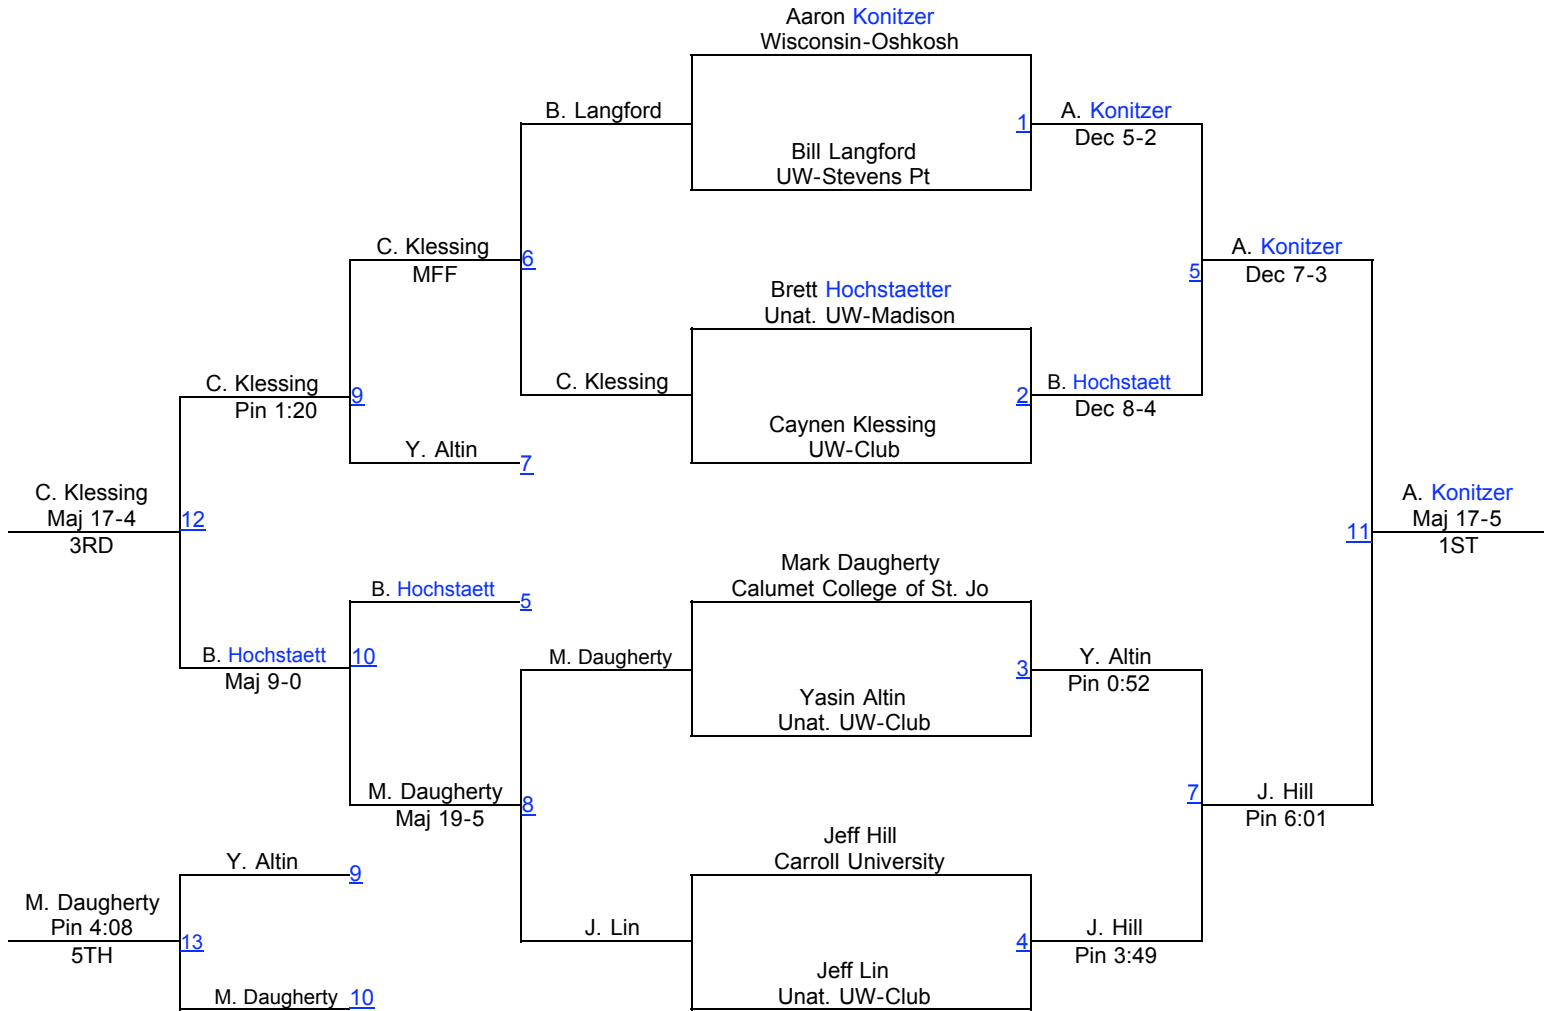 Aaron Konitzer
Wisconsin-Oshkosh
B. Langford
1
A. Konitzer
Dec 5-2
Bill Langford
UW-Stevens Pt
C. Klessing
MFF
6
A. Konitzer
Dec 7-3
5
Brett Hochstaetter
Unat. UW-Madison
C. Klessing
Pin 1:20
9
C. Klessing
2
B. Hochstaett
Dec 8-4
Caynen Klessing
UW-Club
Y. Altin
7
C. Klessing
Maj 17-4
3RD
12
11
A. Konitzer
Maj 17-5
1ST
Mark Daugherty
Calumet College of St. Jo
B. Hochstaett
5
B. Hochstaett
Maj 9-0
10
M. Daugherty
3
Y. Altin
Pin 0:52
Yasin Altin
Unat. UW-Club
M. Daugherty
Maj 19-5
8
7
J. Hill
Pin 6:01
Jeff Hill
Carroll University
Y. Altin
9
M. Daugherty
Pin 4:08
5TH
13
J. Lin
4
J. Hill
Pin 3:49
Jeff Lin
Unat. UW-Club
M. Daugherty
10